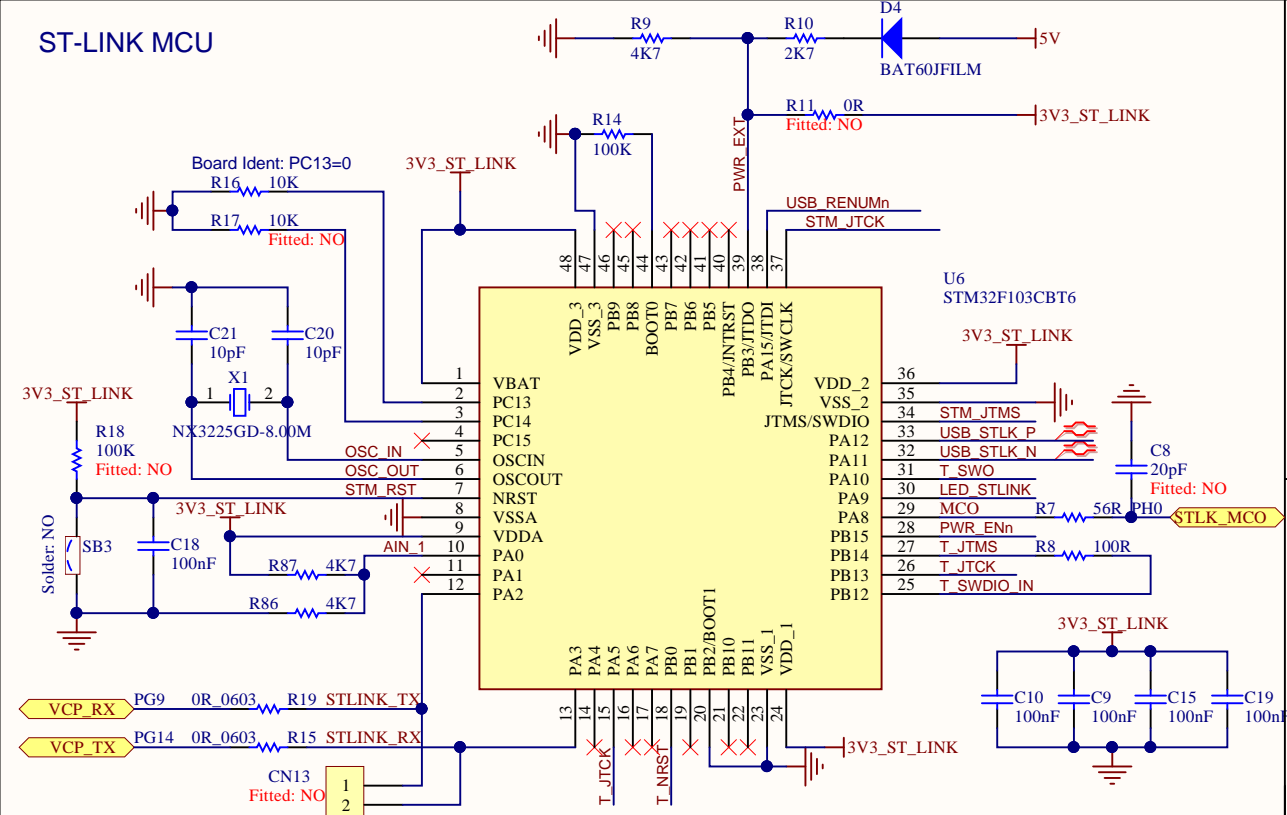 ST-LINK MCU
R9
4K7
R10
2K7
D4
BAT60JFILM
5V
R11
0R
Fitted: NO
3V3_ST_LINK
PWR_EXT
R14
100K
3V3_ST_LINK
Board Ident: PC13=0
R16
10K
R17
10K
Fitted: NO
USB_RENUMn
STM_JTCK
48
47
46
45
44
43
42
41
40
39
38
37
VDD_3
VSS_3
PB9
PB8
BOOT0
PB7
PB6
PB5
PB4/JNTRST
PB3/JTDO
PA15/JTDI
JTCK/SWCLK
U6
STM32F103CBT6
C21
10pF
C20
10pF
X1
1
2
NX3225GD-8.00M
3V3_ST_LINK
R18
100K
Fitted: NO
OSC_IN
OSC_OUT
STM_RST
3V3_ST_LINK
AIN_1
Solder: NO
SB3
C18
100nF
R87
4K7
R86
4K7
1
2
3
4
5
6
7
8
9
10
11
12
VBAT
PC13
PC14
PC15
OSCIN
OSCOUT
NRST
VSSA
VDDA
PA0
PA1
PA2
VDD_2
VSS_2
JTMS/SWDIO
PA12
PA11
PA10
PA9
PA8
PB15
PB14
PB13
PB12
36
35
34
33
32
31
30
29
28
27
26
25
3V3_ST_LINK
STM_JTMS
USB_STLK_P
USB_STLK_N
T_SWO
LED_STLINK
MCO
PWR_ENn
T_JTMS
T_JTCK
T_SWDIO_IN
R7
56R
PH0
STLK_MCO
C8
20pF
Fitted: NO
R8
100R
PA3
PA4
PA5
PA6
PA7
PB0
PB1
PB2/BOOT1
PB10
PB11
VSS_1
VDD_1
13
14
15
16
17
18
19
20
21
22
23
24
T_JTCK
T_NRST
3V3_ST_LINK
VCP_RX
PG9
0R_0603
R19
STLINK_TX
VCP_TX
PG14
0R_0603
R15
STLINK_RX
CN13
Fitted: NO
1
2
3V3_ST_LINK
C10
100nF
C9
100nF
C15
100nF
C19
100nF